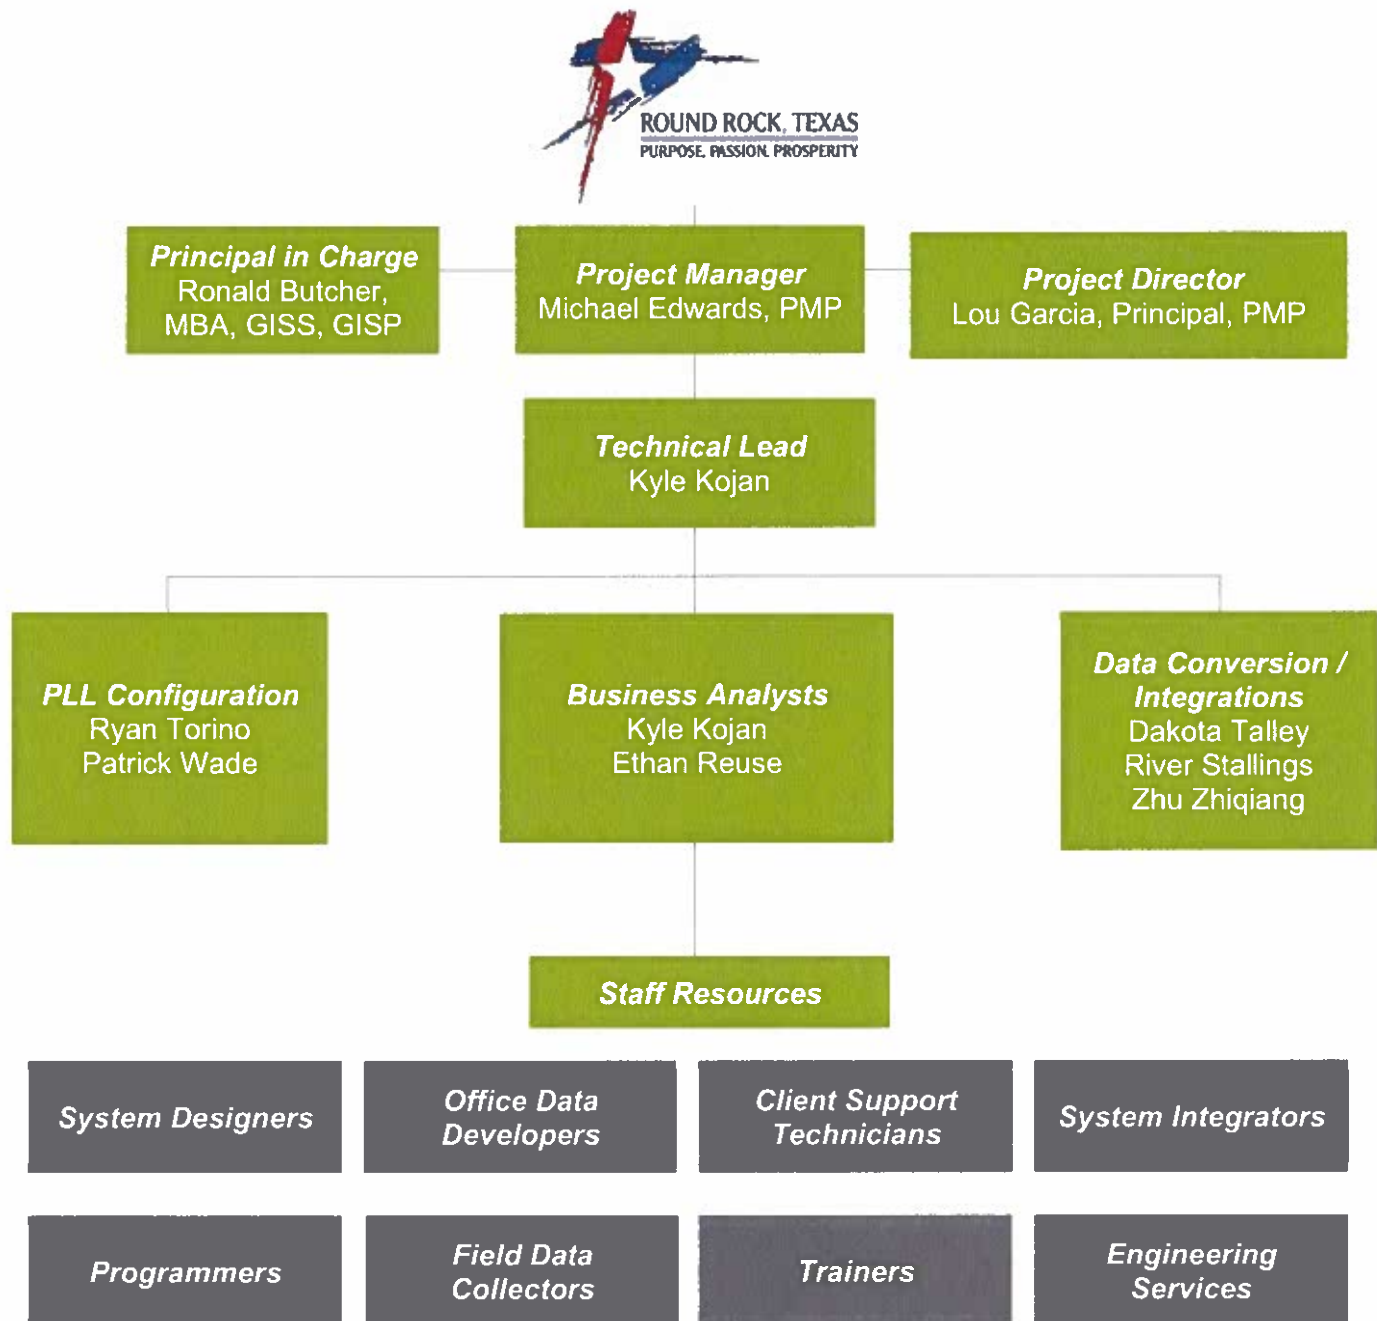 ROUND ROCK, TEXAS
PURPOSE. PASSION. PROSPERITY
Principal in Charge
Ronald Butcher,
MBA, GISS, GISP
Project Manager
Michael Edwards, PMP
Project Director
Lou Garcia, Principal, PMP
Technical Lead
Kyle Kojan
PLL Configuration
Ryan Torino
Patrick Wade
Business Analysts
Kyle Kojan
Ethan Reuse
Data Conversion /
Integrations
Dakota Talley
River Stallings
Zhu Zhiqiang
Staff Resources
System Designers
Office Data
Developers
Client Support
Technicians
System Integrators
Programmers
Field Data
Collectors
Trainers
Engineering
Services